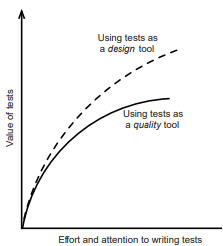 Using tests as
a design tool
Using tests as
a quality tool
Value of tests
Effort and attention to writing tests